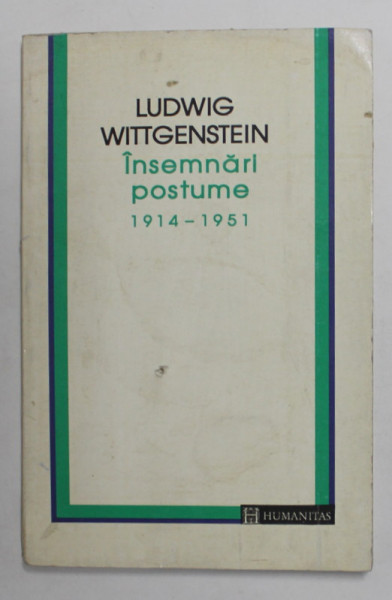 LUDWIG
WITTGENSTEIN
Însemnări
postume
1914 – 1951
HUMANITAS